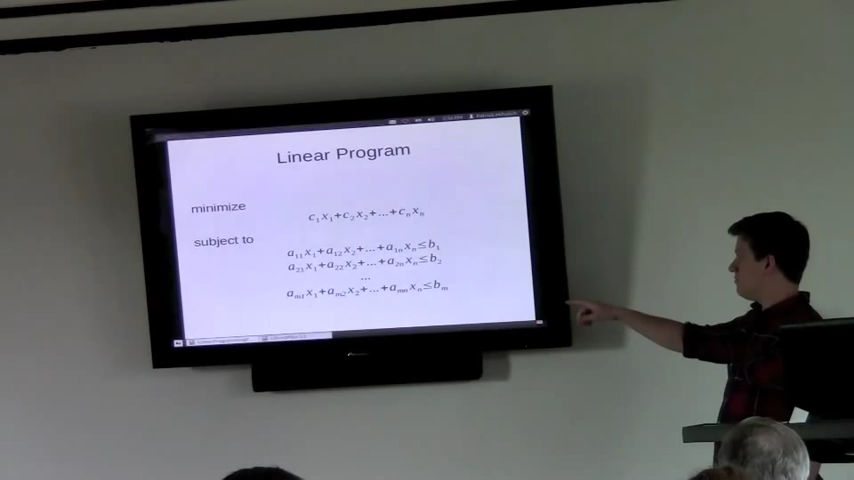 Linear Program
minimize
c₁x₁+c₂x₂+...+cₙxₙ
subject to
a₁₁x₁+a₁₂x₂+...+a₁ₙxₙ≤b₁
a₂₁x₁+a₂₂x₂+...+a₂ₙxₙ≤b₂
...
aₘ₁x₁+aₘ₂x₂+...+aₘₙxₙ≤bₘ